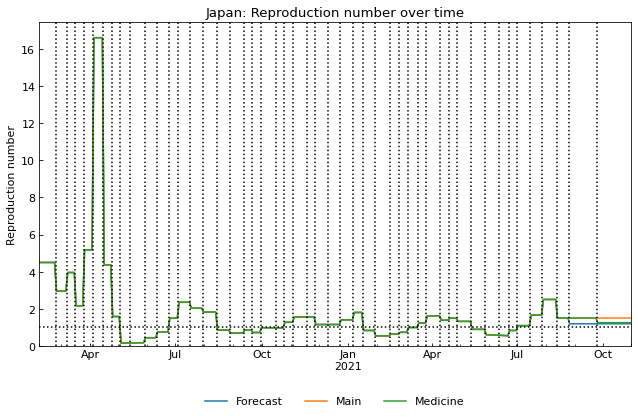 Japan: Reproduction number over time
Reproduction number
16
14
12
10
8
6
4
2
0
Apr Jul Oct Jan Apr Jul Oct
2021
Forecast Main Medicine